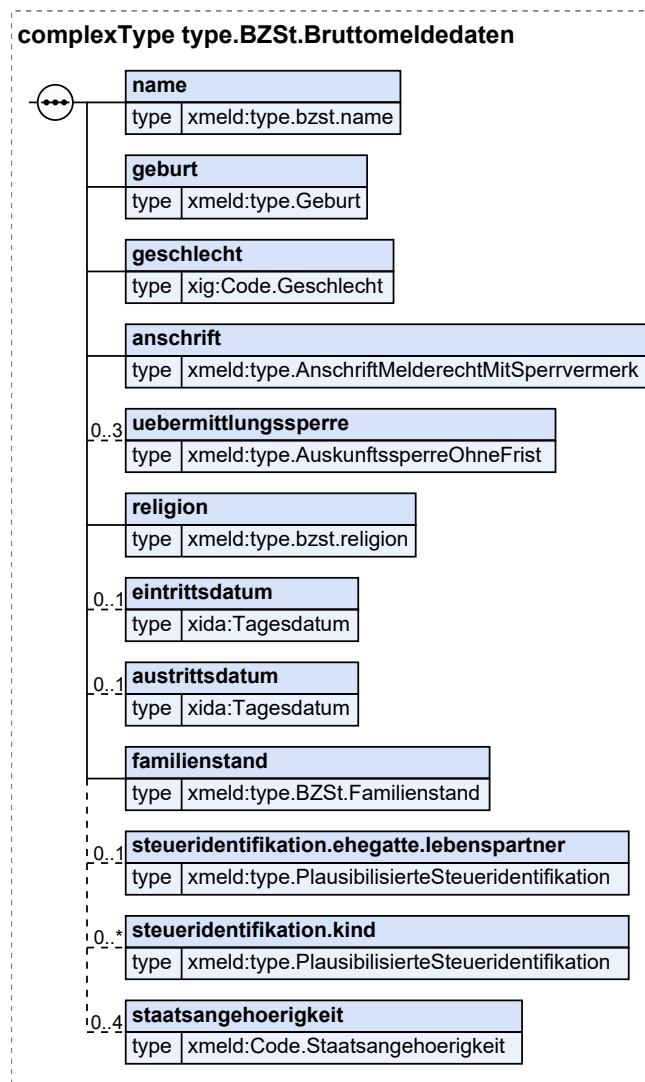 complexType type.BZSt.Bruttomeldedaten
name
type xmeld:type.bzst.name
geburt
type xmeld:type.Geburt
geschlecht
type xig:Code.Geschlecht
anschrift
type xmeld:type.AnschriftMelderechtMitSperrvermerk
0..3 uebermittlungssperre
type xmeld:type.AuskunftssperreOhneFrist
religion
type xmeld:type.bzst.religion
0..1 eintrittsdatum
type xida:Tagesdatum
0..1 austrittsdatum
type xida:Tagesdatum
familienstand
type xmeld:type.BZSt.Familienstand
0..1 steueridentifikation.ehegatte.lebenspartner
type xmeld:type.PlausibilisierteSteueridentifikation
0..* steueridentifikation.kind
type xmeld:type.PlausibilisierteSteueridentifikation
0..4 staatsangehoerigkeit
type xmeld:Code.Staatsangehoerigkeit